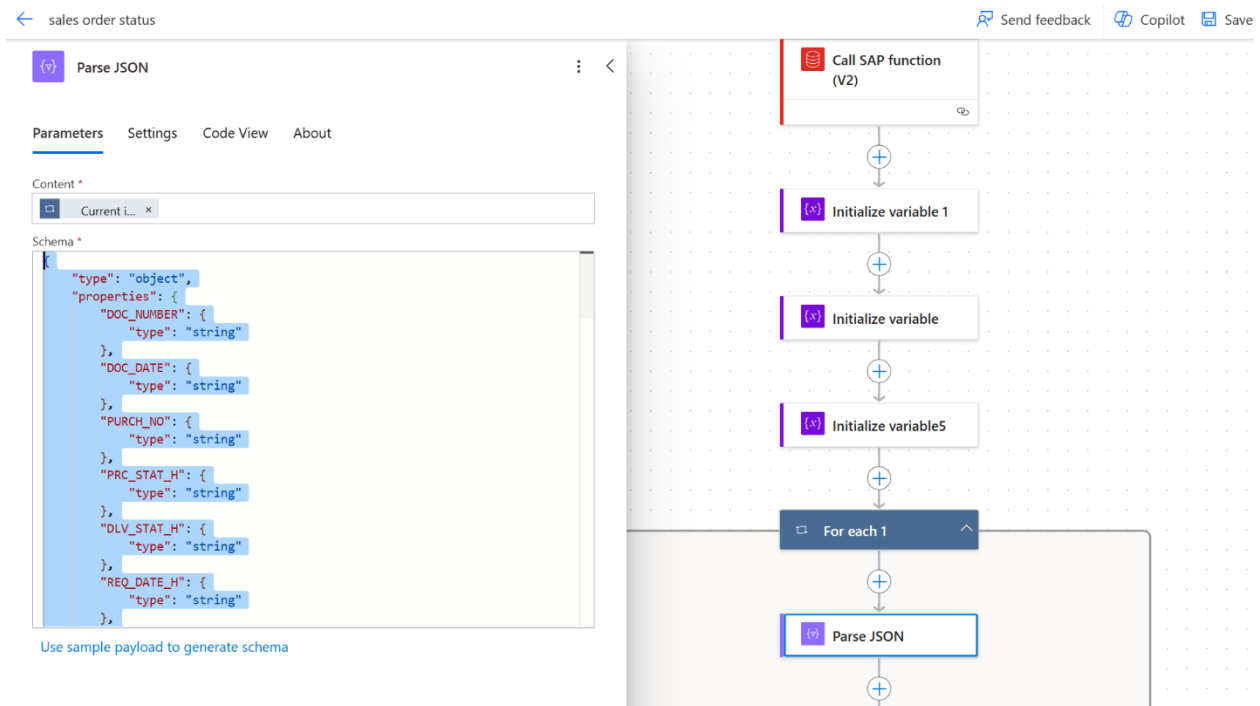 sales order status
Send feedback
Copilot
Save
Parse JSON
Parameters Settings Code View About
Content *
Current i... ×
Schema *
{
"type": "object",
"properties": {
"DOC_NUMBER": {
"type": "string"
},
"DOC_DATE": {
"type": "string"
},
"PURCH_NO": {
"type": "string"
},
"PRC_STAT_H": {
"type": "string"
},
"DLV_STAT_H": {
"type": "string"
},
"REQ_DATE_H": {
"type": "string"
},
Use sample payload to generate schema
Call SAP function
(V2)
Initialize variable 1
Initialize variable
Initialize variable5
For each 1
Parse JSON